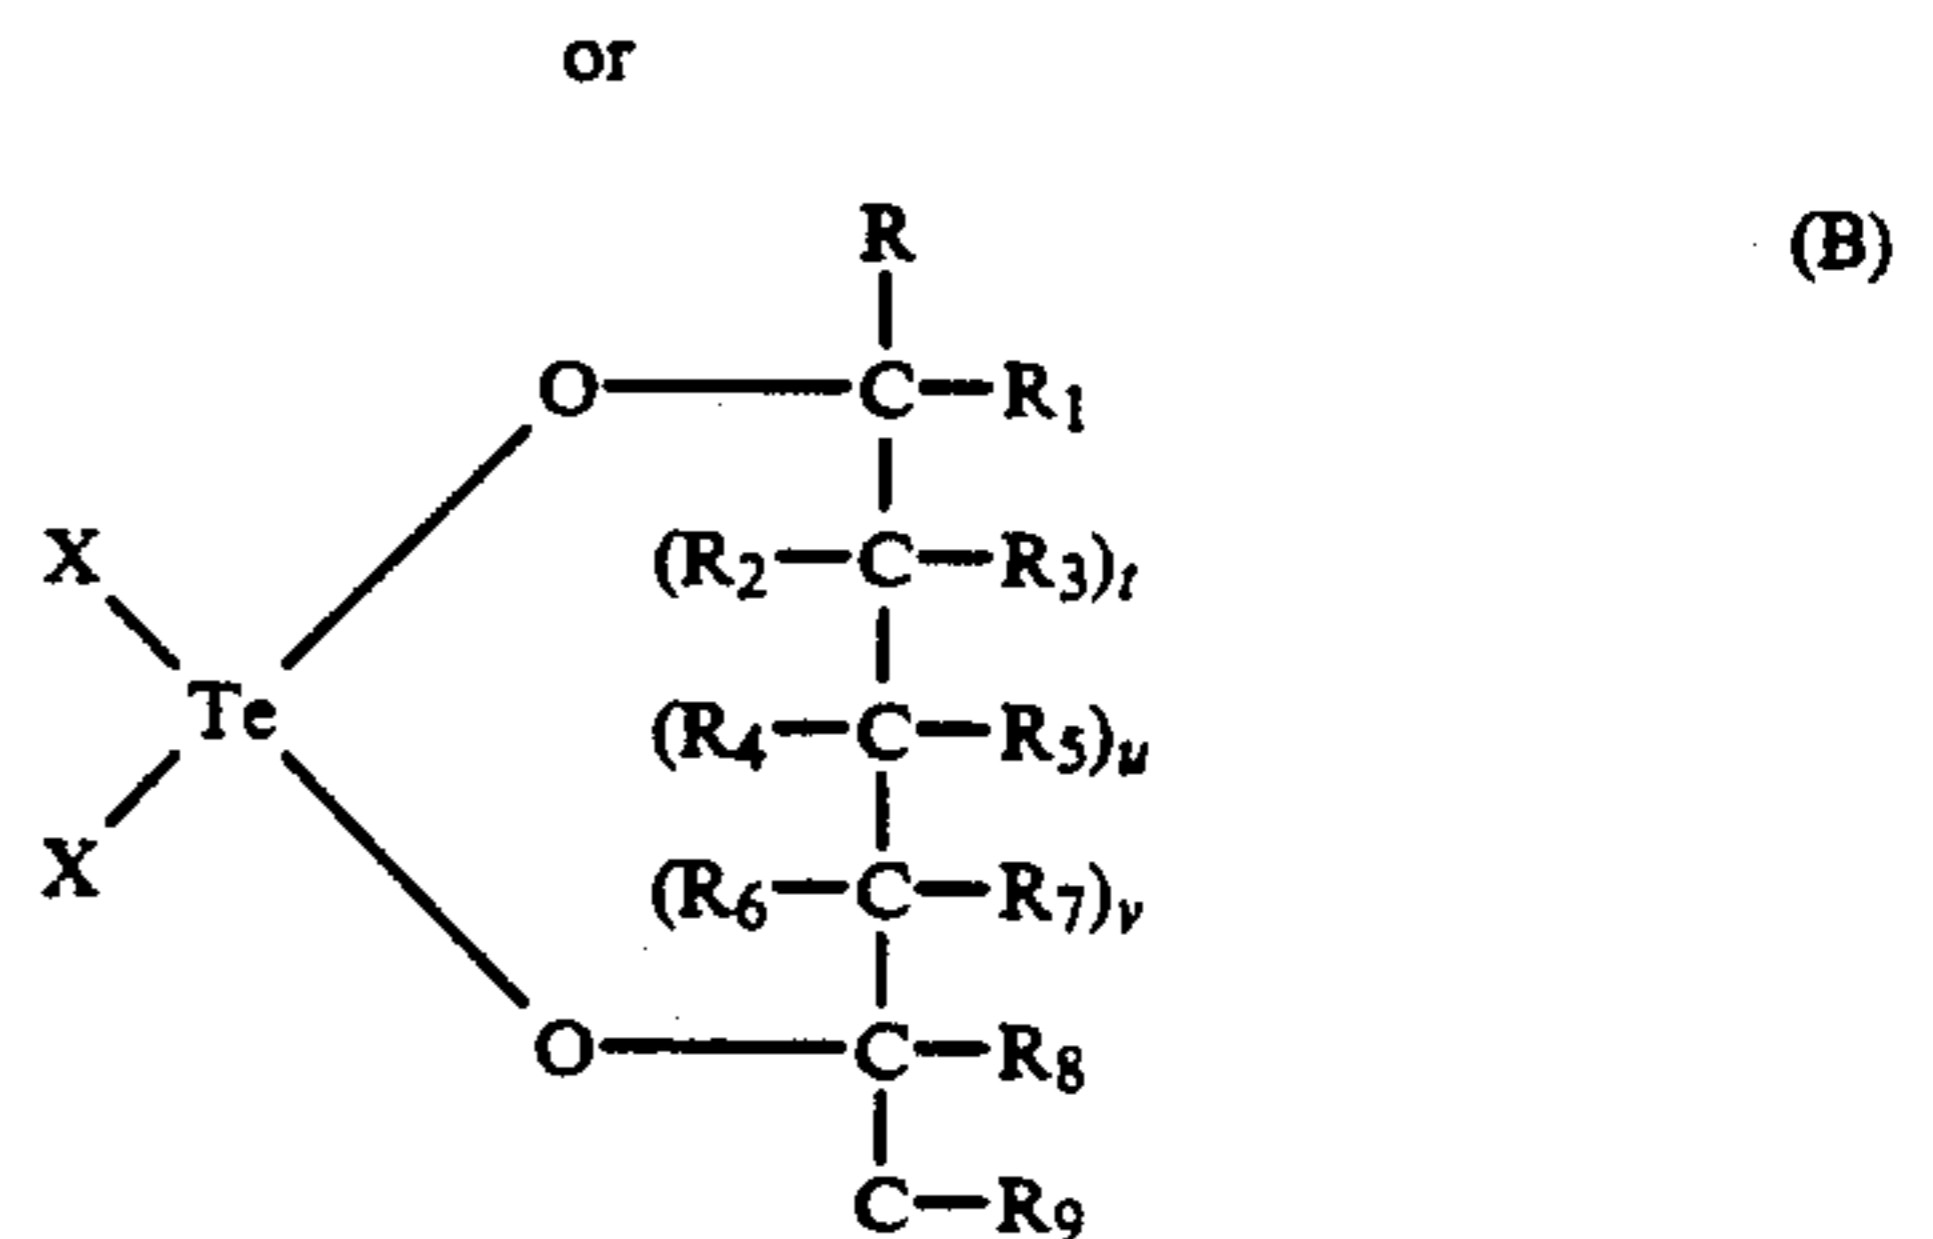 or
R
(B)
O C-R1
(R2-C-R3)t
X
(R4-C-R5)u
Te
X
(R6-C-R7)v
O C-R8
C-R9